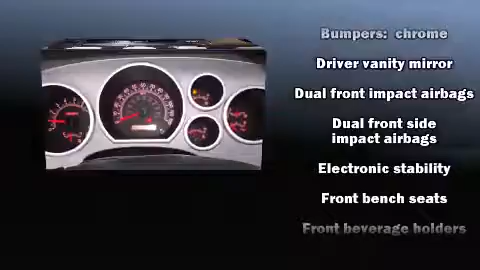 Bumpers: chrome
Driver vanity mirror
Dual front impact airbags
Dual front side
impact airbags
Electronic stability
Front bench seats
Front beverage holders